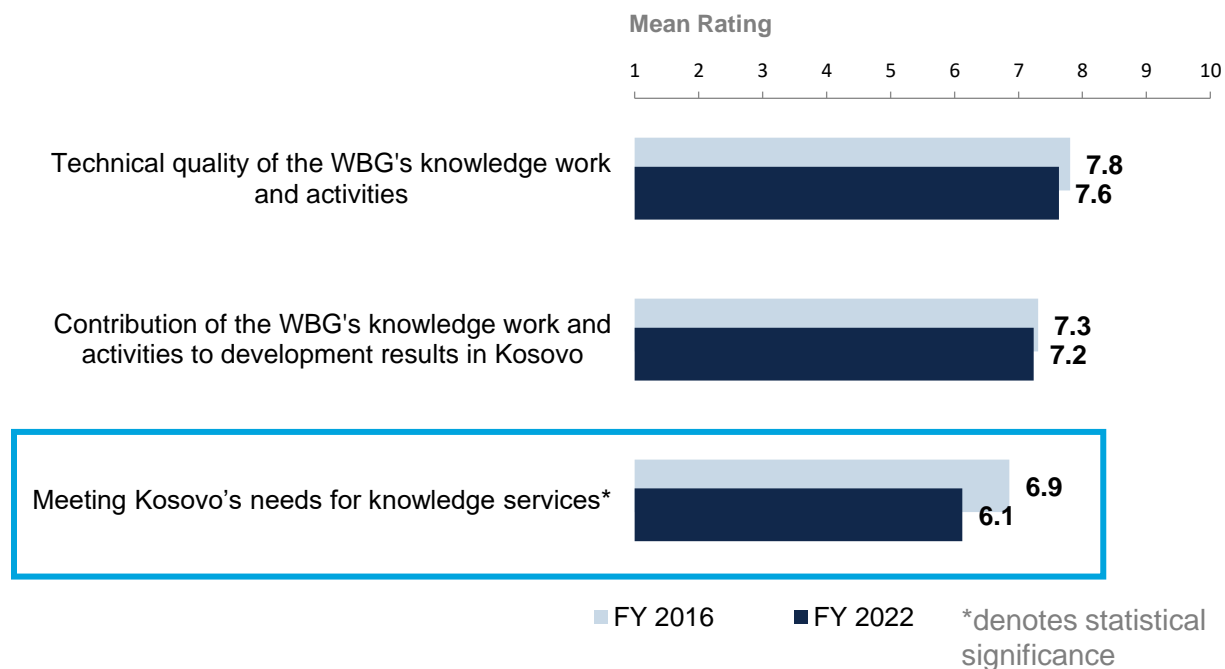 Mean Rating
1 2 3 4 5 6 7 8 9 10
Technical quality of the WBG's knowledge work
and activities
7.8
7.6
Contribution of the WBG's knowledge work and
activities to development results in Kosovo
7.3
7.2
Meeting Kosovo’s needs for knowledge services*
6.9
6.1
FY 2016 FY 2022 *denotes statistical
significance